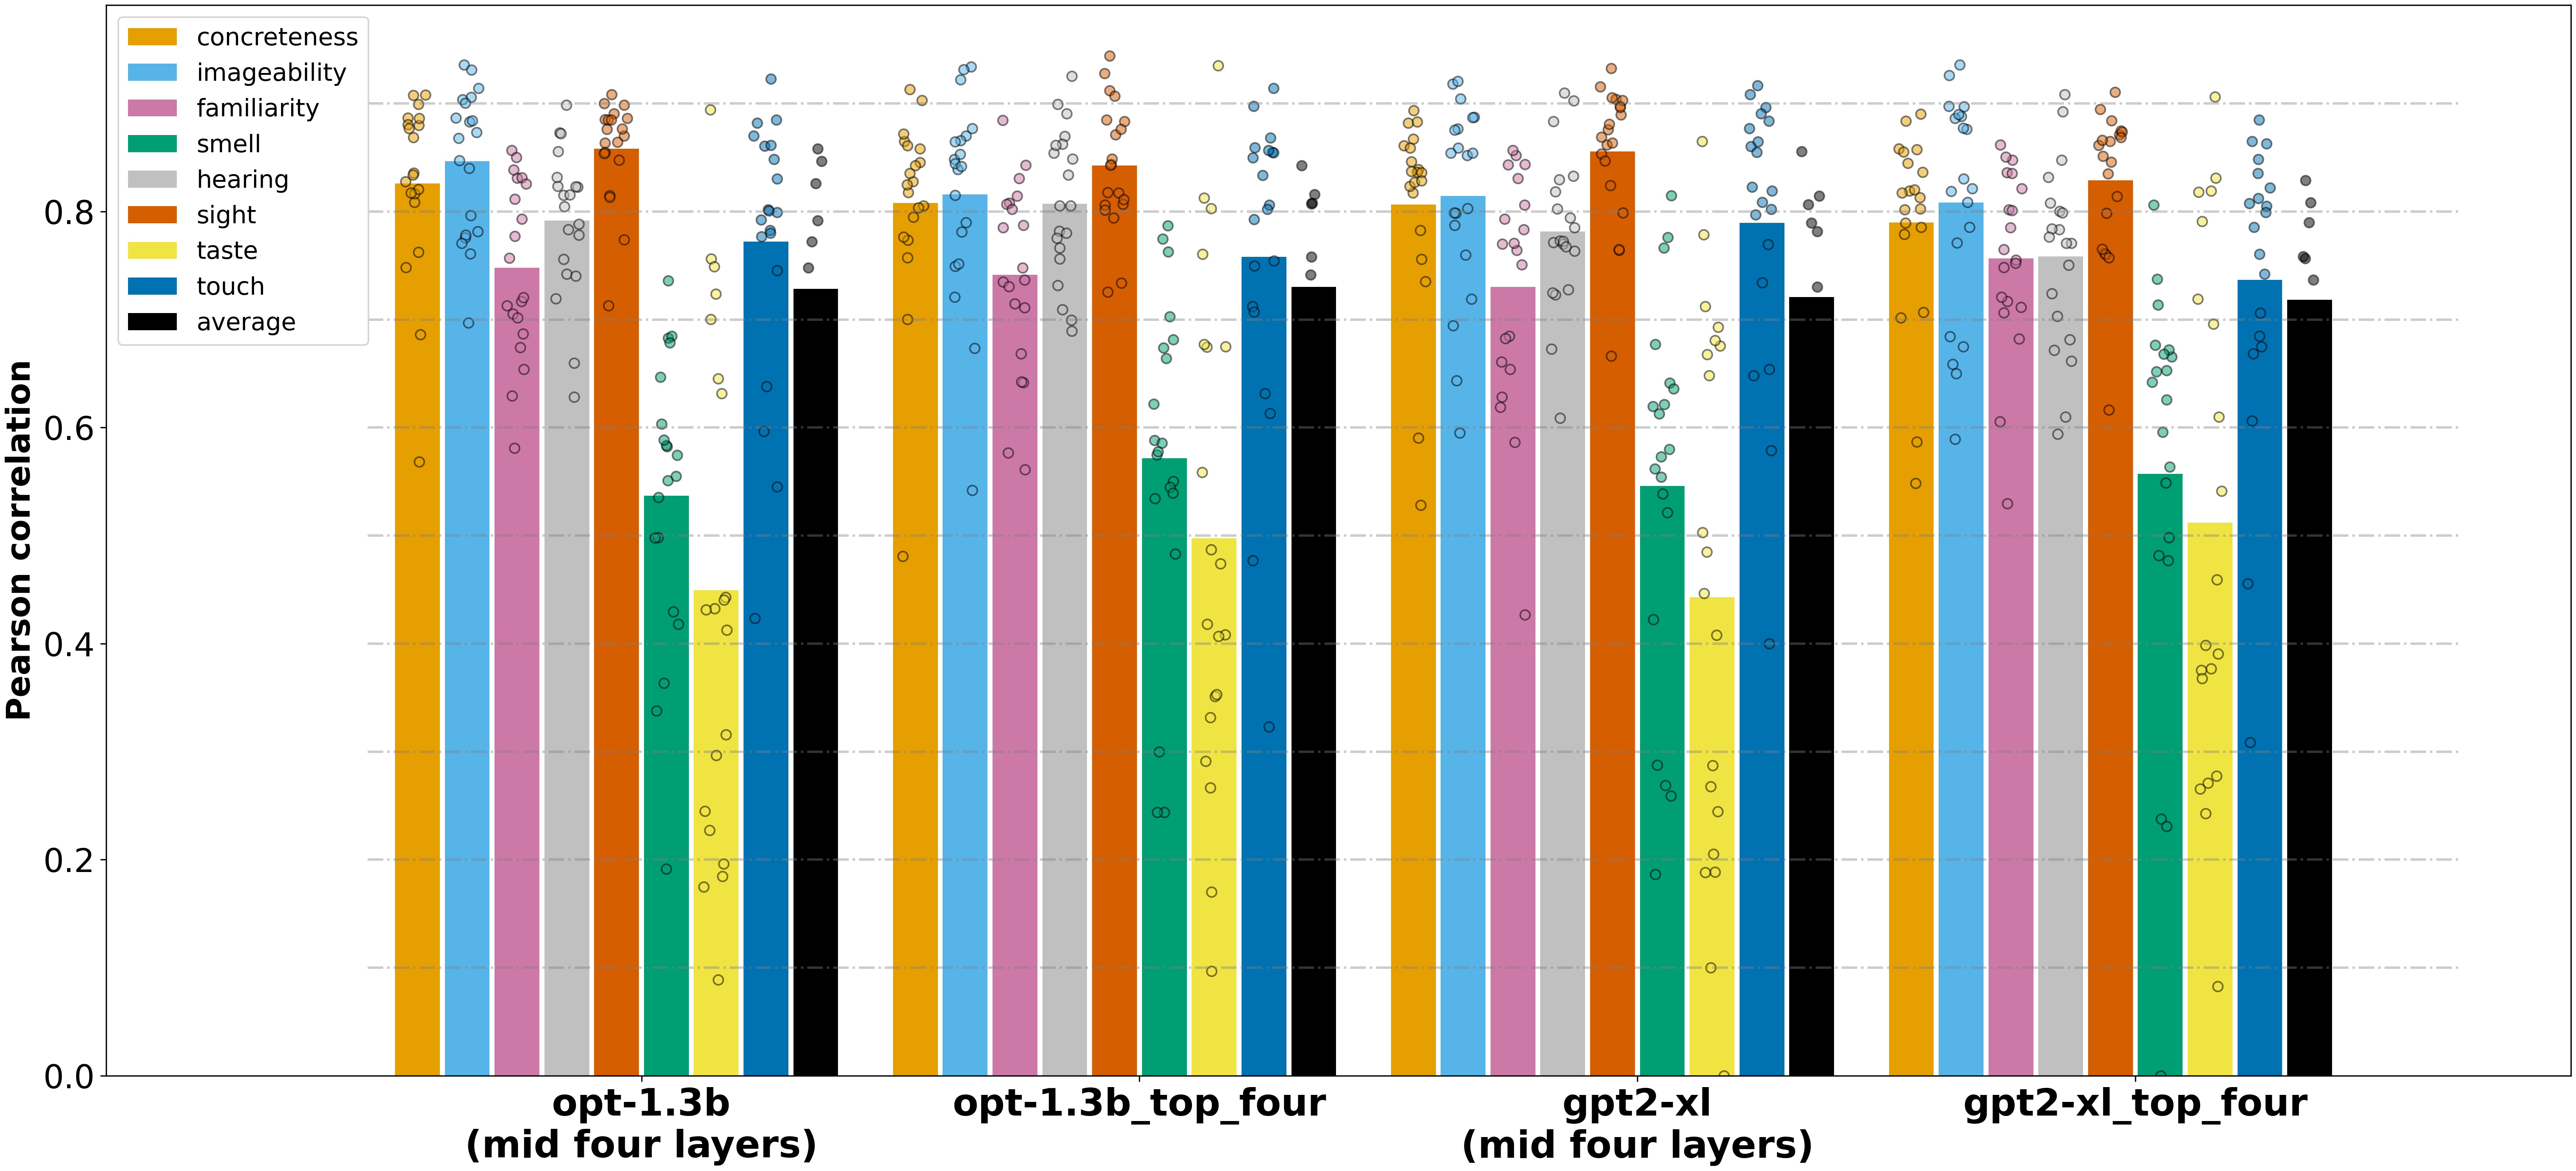 concreteness
imageability
familiarity
smell
hearing
sight
taste
touch
average
Pearson correlation
0.8
0.6
0.4
0.2
0.0
opt-1.3b
(mid four layers)
opt-1.3b_top_four
gpt2-xl
(mid four layers)
gpt2-xl_top_four